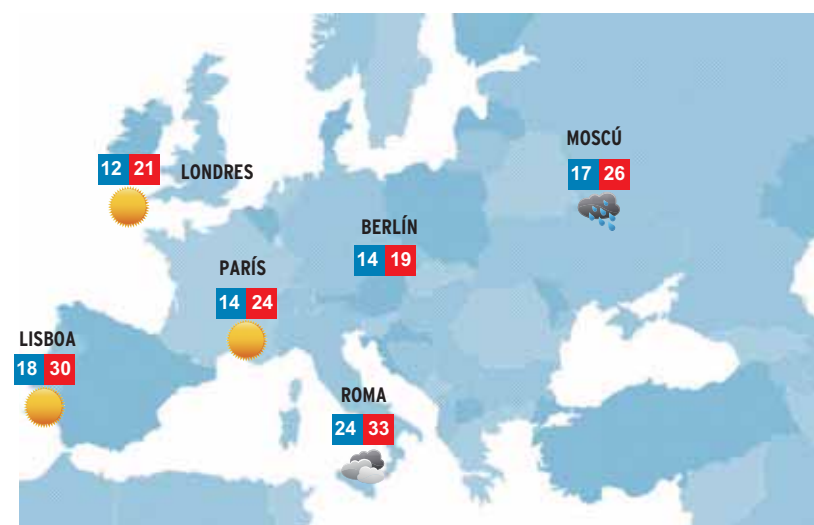 MOSCÚ
17 26
12 21
LONDRES
BERLÍN
14 19
PARÍS
14 24
LISBOA
18 30
ROMA
24 33